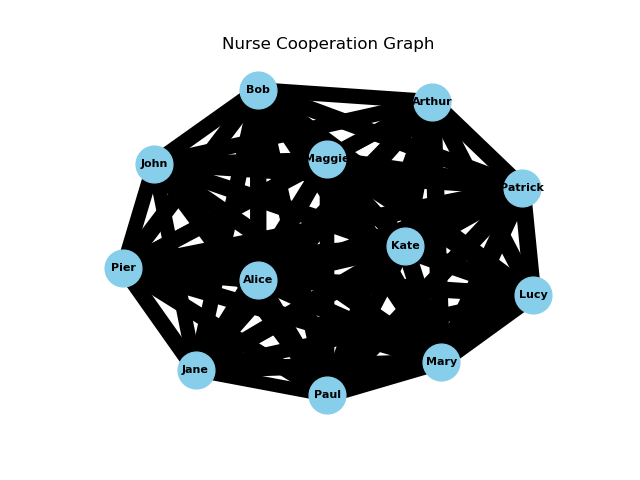 Nurse Cooperation Graph
Bob
Arthur
Maggie
John
Patrick
Kate
Pier
Alice
Lucy
Mary
Jane
Paul